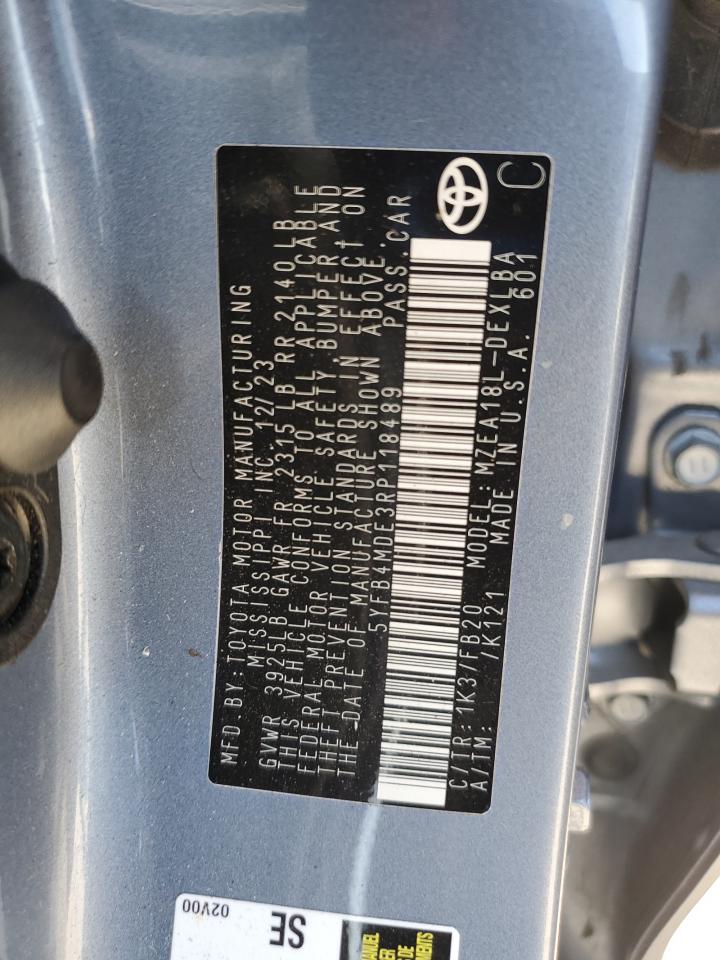 MFD. BY: TOYOTA MOTOR MANUFACTURING
MISSISSIPPI INC. 12/23
GVWR 3925LB GAWR FR 2315 LB RR 2140LB
THIS VEHICLE CONFORMS TO ALL APPLICABLE
FEDERAL MOTOR VEHICLE SAFETY, BUMPER AND
THEFT PREVENTION STANDARDS IN EFFECT ON
THE DATE OF MANUFACTURE SHOWN ABOVE.
5YFB4MDE3RP118489 PASS. CAR
C/TR: 1K3/FB20 MODEL: MZEA18L-DEXLBA
A/TM: /K121 MADE IN U.S.A. 601
C
02V00
SE